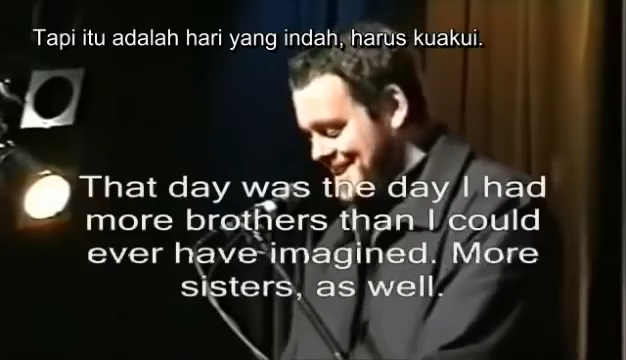 Tapi itu adalah hari yang indah, harus kuakui.
That day was the day I had
more brothers than I could
ever have imagined. More
sisters, as well.